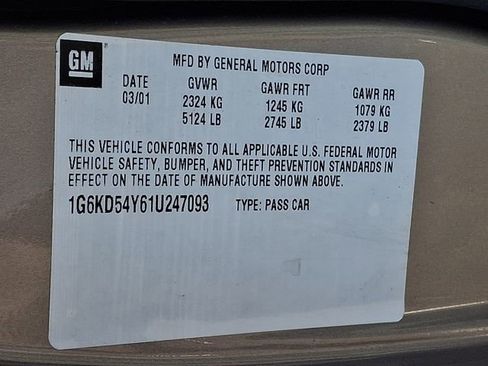 GM
MFD BY GENERAL MOTORS CORP
DATE GVWR GAWR FRT GAWR RR
03/01 2324 KG 1245 KG 1079 KG
5124 LB 2745 LB 2379 LB
THIS VEHICLE CONFORMS TO ALL APPLICABLE U.S. FEDERAL MOTOR
VEHICLE SAFETY, BUMPER, AND THEFT PREVENTION STANDARDS IN
EFFECT ON THE DATE OF MANUFACTURE SHOWN ABOVE.
1G6KD54Y61U247093 TYPE: PASS CAR